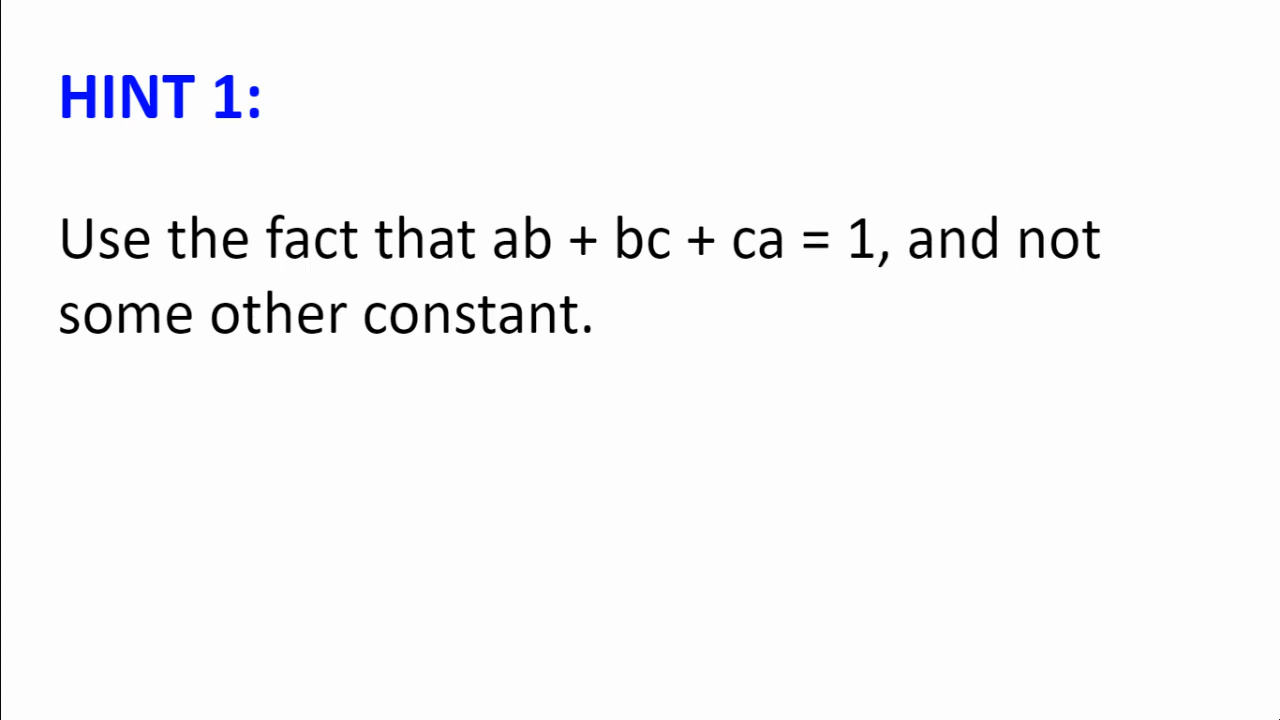 HINT 1:
Use the fact that ab + bc + ca = 1, and not
some other constant.